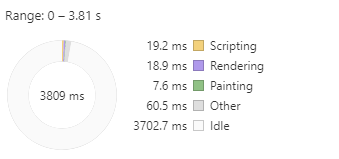 Range: 0 – 3.81 s
19.2 ms Scripting
18.9 ms Rendering
3809 ms
7.6 ms Painting
60.5 ms Other
3702.7 ms Idle